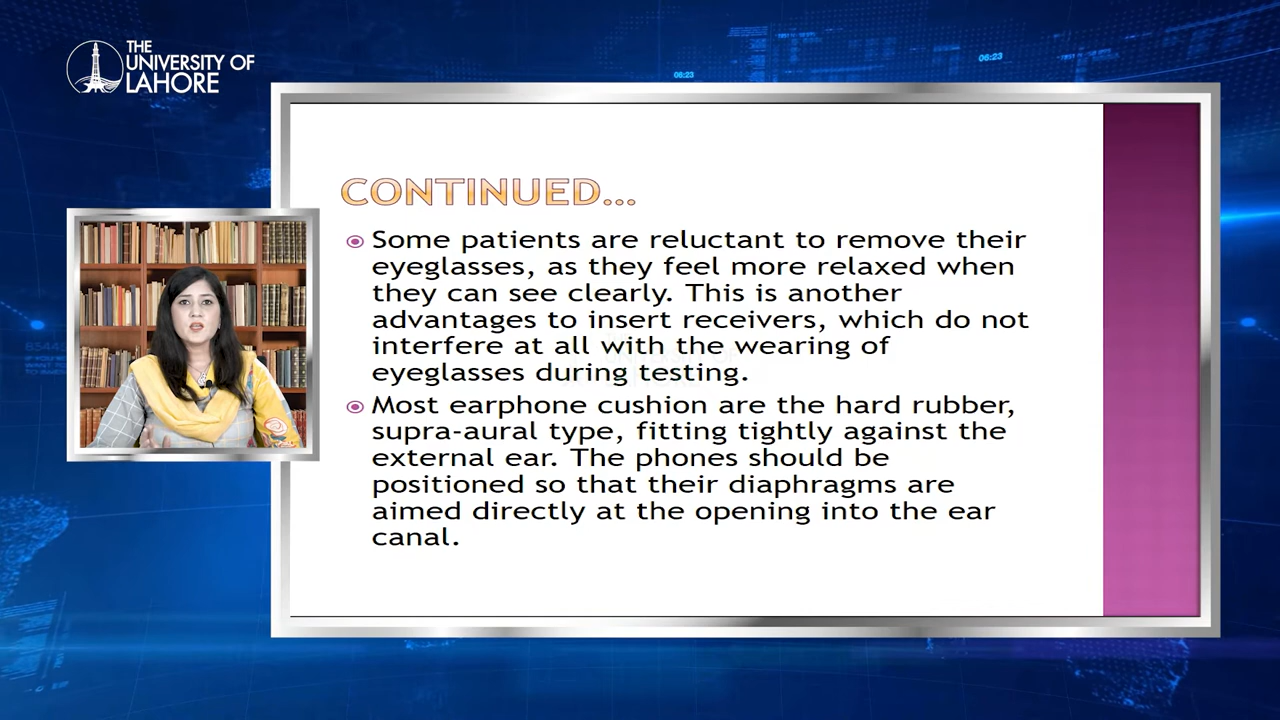 THE
UNIVERSITY OF
LAHORE
06:23
06:23
CONTINUED...
Some patients are reluctant to remove their
eyeglasses, as they feel more relaxed when
they can see clearly. This is another
advantages to insert receivers, which do not
interfere at all with the wearing of
eyeglasses during testing.
Most earphone cushion are the hard rubber,
supra-aural type, fitting tightly against the
external ear. The phones should be
positioned so that their diaphragms are
aimed directly at the opening into the ear
canal.